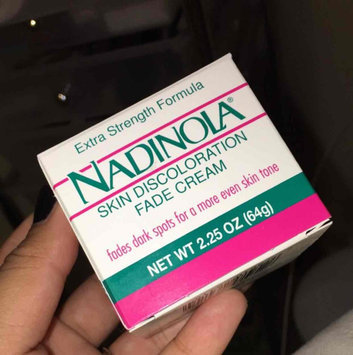 Extra Strength Formula
NADINOLA®
SKIN DISCOLORATION
FADE CREAM
fades dark spots for a more even skin tone
NET WT 2.25 OZ (64g)